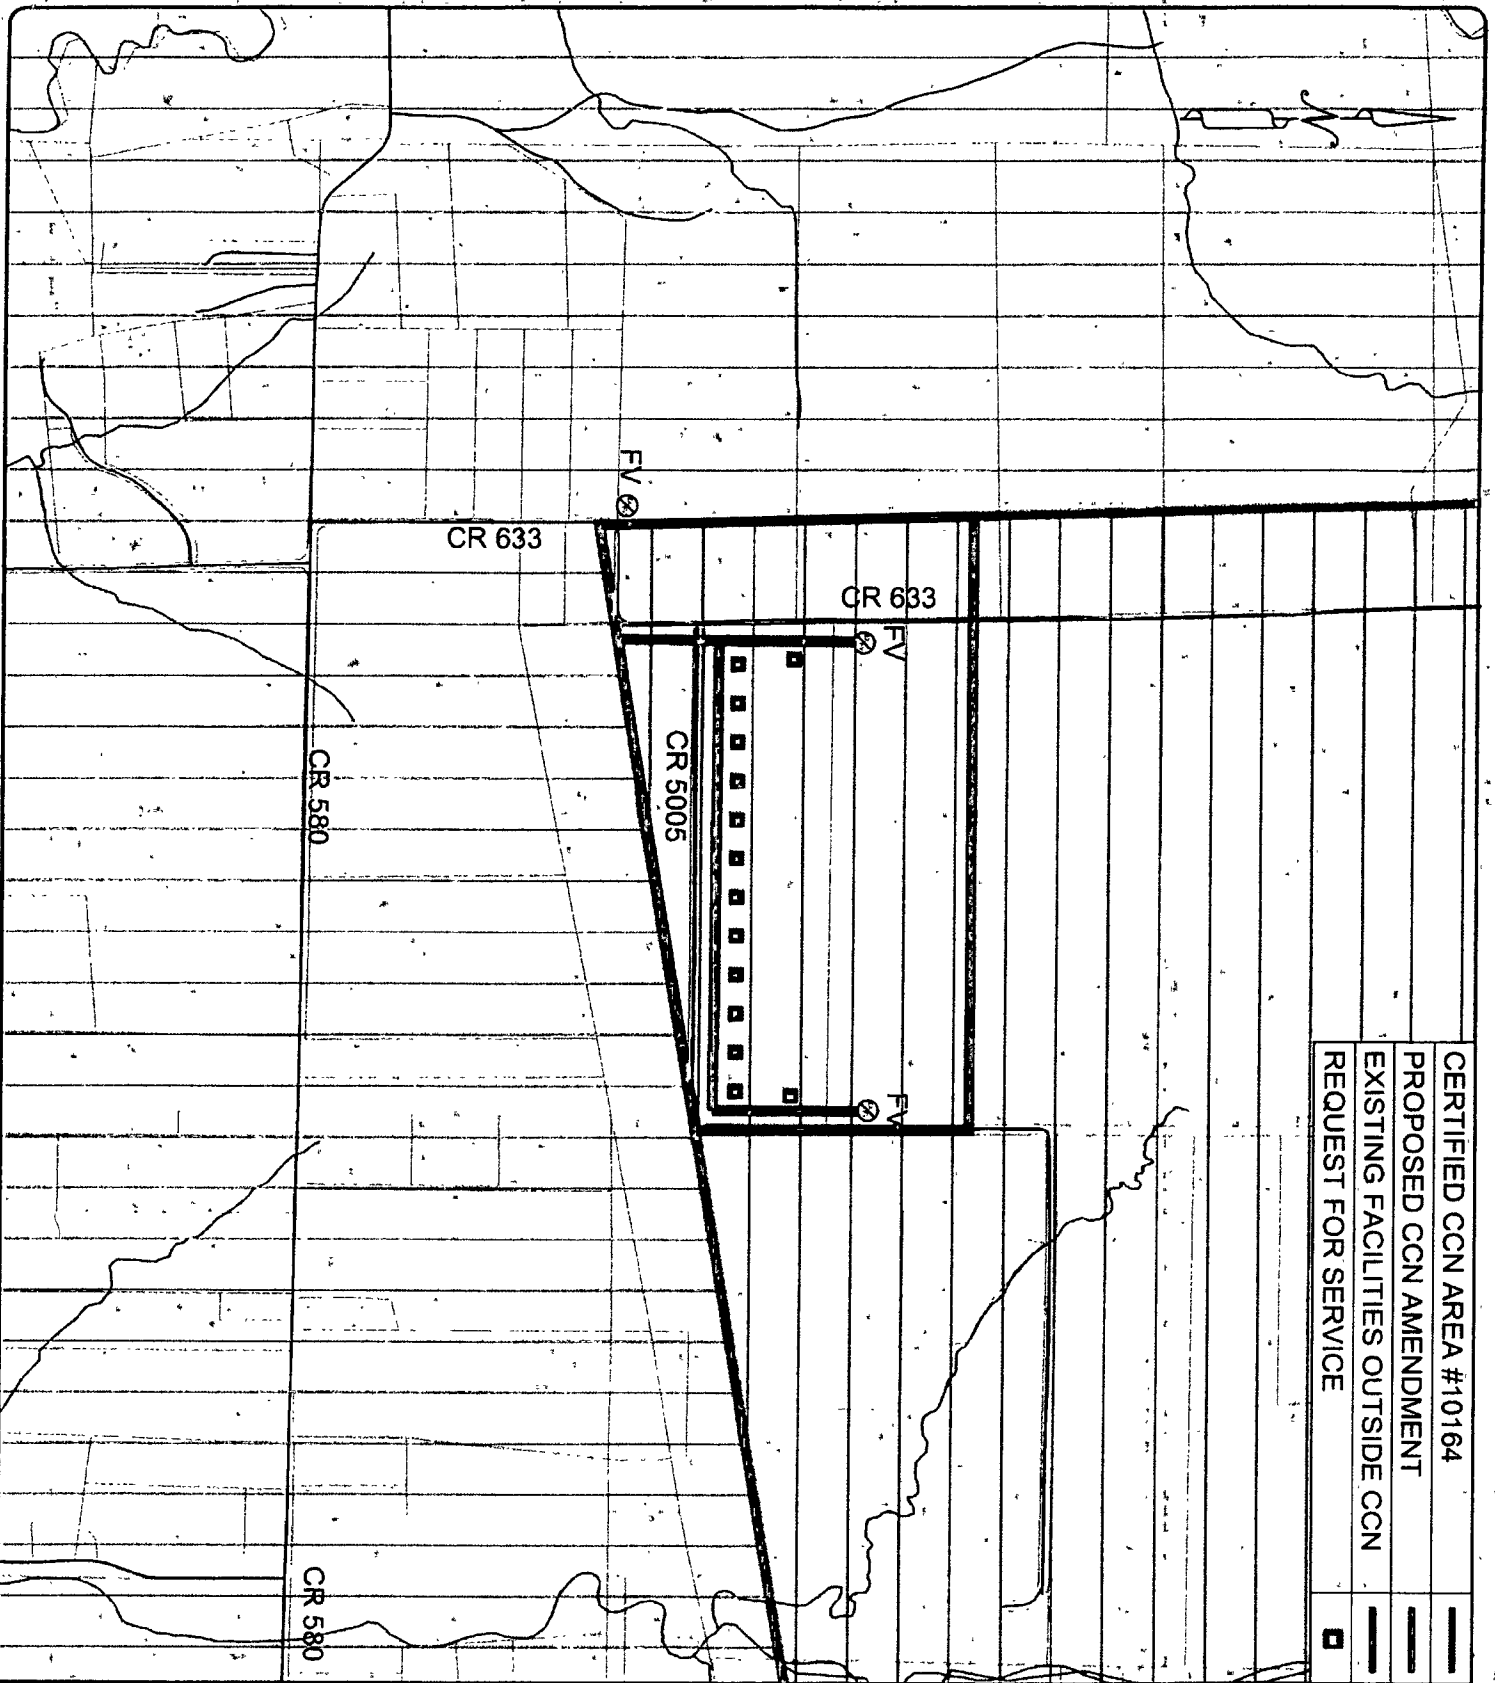 CERTIFIED CCN AREA #10164
PROPOSED CCN AMENDMENT
EXISTING FACILITIES OUTSIDE CCN
REQUEST FOR SERVICE
FV
FV
FV
CR 633
CR 633
CR 5005
CR 580
CR 580